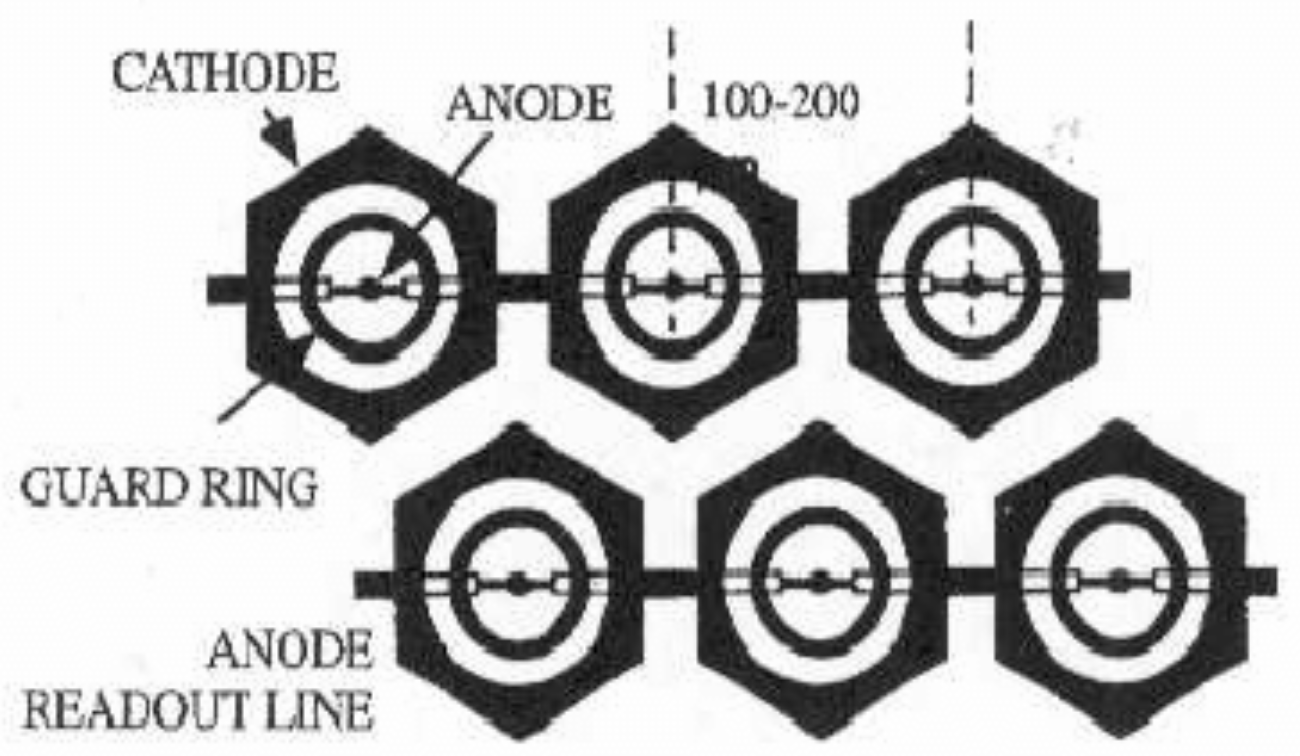 CATHODE
ANODE
100-200
GUARD RING
ANODE
READOUT LINE